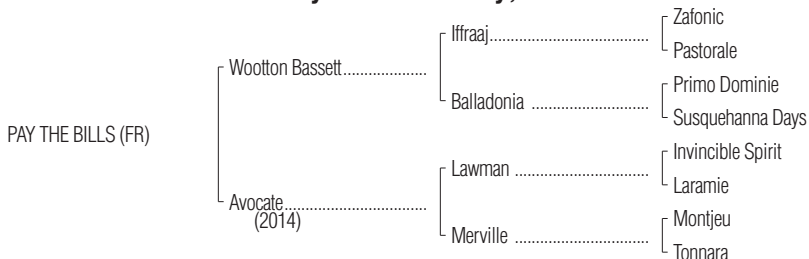 Zafonic
Iffraaj
Pastorale
Wootton Bassett
Primo Dominie
Balladonia
Susquehanna Days
PAY THE BILLS (FR)
Invincible Spirit
Lawman
Laramie
Avocate
(2014)
Montjeu
Merville
Tonnara